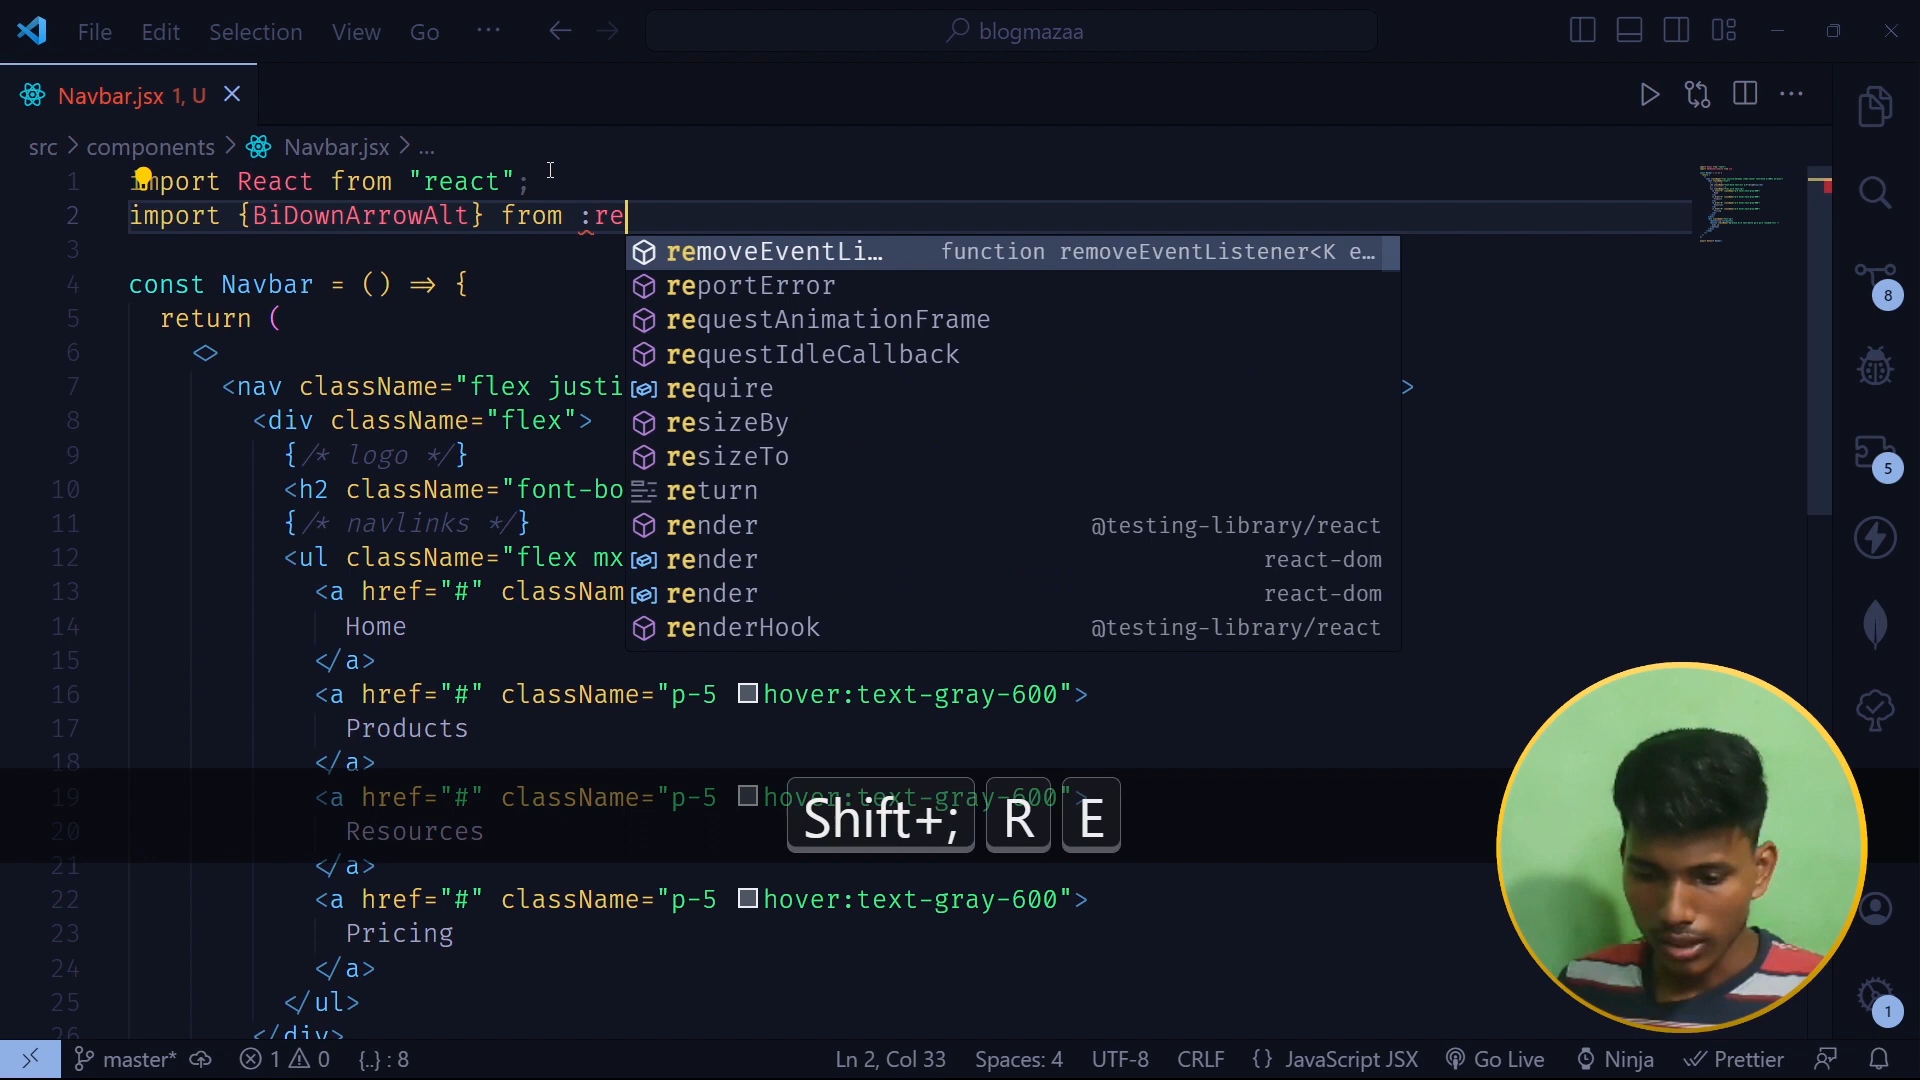 File Edit Selection View Go ··· blogmazaa
Navbar.jsx 1, U
src > components > Navbar.jsx > ...
1 import React from "react";
2 import {BiDownArrowAlt} from :re
3
4 const Navbar = () => {
5 return (
6 <>
7 <nav className="flex justi >
8 <div className="flex">
9 {/* logo */}
10 <h2 className="font-bo
11 {/* navlinks */}
12 <ul className="flex mx
13 <a href="#" classNam
14 Home
15 </a>
16 <a href="#" className="p-5 hover:text-gray-600">
17 Products
18 </a>
19 <a href="#" className="p-5 hover:text-gray-600">
20 Resources
21 </a>
22 <a href="#" className="p-5 hover:text-gray-600">
23 Pricing
24 </a>
25 </ul>
26 </div>
removeEventLi... function removeEventListener<K e...
reportError
requestAnimationFrame
requestIdleCallback
require
resizeBy
resizeTo
return
render @testing-library/react
render react-dom
render react-dom
renderHook @testing-library/react
Shift+; R E
8
5
1
master* 1 0 {..} : 8 Ln 2, Col 33 Spaces: 4 UTF-8 CRLF {} JavaScript JSX Go Live Ninja Prettier